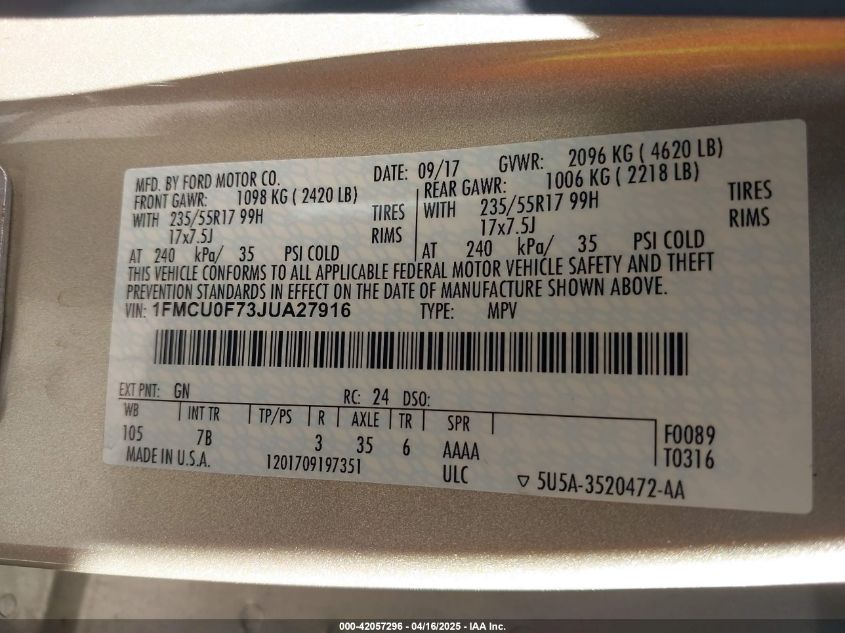 MFD. BY FORD MOTOR CO. DATE: 09/17 GVWR: 2096 KG ( 4620 LB)
FRONT GAWR: 1098 KG ( 2420 LB) REAR GAWR: 1006 KG ( 2218 LB)
WITH 235/55R17 99H TIRES WITH 235/55R17 99H TIRES
17x7.5J RIMS 17x7.5J RIMS
AT 240 kPa/ 35 PSI COLD AT 240 kPa/ 35 PSI COLD
THIS VEHICLE CONFORMS TO ALL APPLICABLE FEDERAL MOTOR VEHICLE SAFETY AND THEFT
PREVENTION STANDARDS IN EFFECT ON THE DATE OF MANUFACTURE SHOWN ABOVE.
VIN: 1FMCU0F73JUA27916 TYPE: MPV
EXT PNT: GN RC: 24 DSO:
WB INT TR TP/PS R AXLE TR SPR
105 7B 3 35 6 AAAA F0089
MADE IN U.S.A. 1201709197351 ULC T0316
▽ 5U5A-3520472-AA
000-42057296 - 04/16/2025 - IAA Inc.